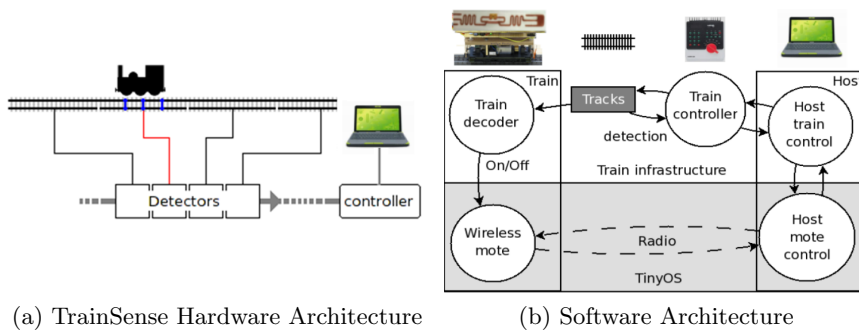 Detectors
controller
Train
Host
Train
decoder
Tracks
Train
controller
Host
train
control
detection
On/Off
Train infrastructure
Wireless
mote
Radio
Host
mote
control
TinyOS
(a) TrainSense Hardware Architecture
(b) Software Architecture